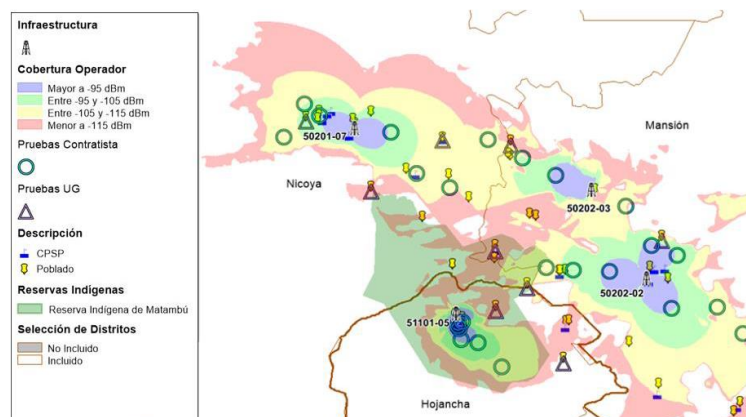 Infraestructura
Cobertura Operador
Mayor a -95 dBm
Entre -95 y -105 dBm
Entre -105 y -115 dBm
Menor a -115 dBm
Pruebas Contratista
Pruebas UG
Descripción
CPSP
Poblado
Reservas Indigenas
Reserva Indígena de Matambú
Selección de Distritos
No Incluido
Incluido
50201-07
Mansión
Nicoya
50202-03
50202-02
51101-05
Hojancha